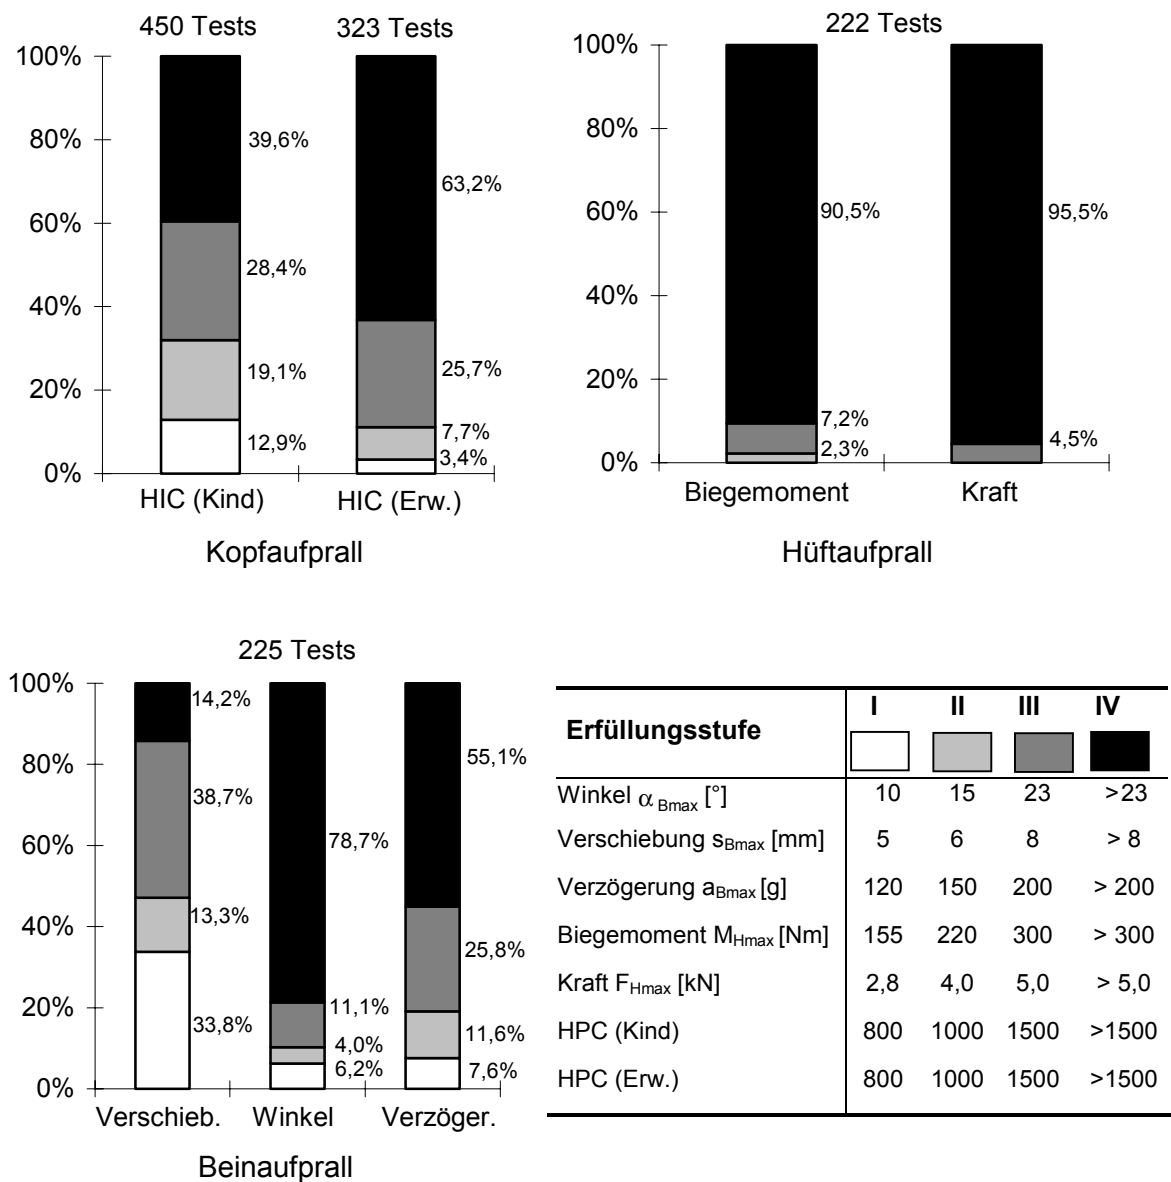 450 Tests 323 Tests
100%
80%
60%
40%
20%
0%
39,6%
28,4%
19,1%
12,9%
63,2%
25,7%
7,7%
3,4%
HIC (Kind) HIC (Erw.)
Kopfaufprall
222 Tests
100%
80%
60%
40%
20%
0%
90,5%
7,2%
2,3%
95,5%
4,5%
Biegemoment Kraft
Hüftaufprall
225 Tests
100%
80%
60%
40%
20%
0%
14,2%
38,7%
13,3%
33,8%
78,7%
11,1%
4,0%
6,2%
55,1%
25,8%
11,6%
7,6%
Verschieb. Winkel Verzöger.
Beinaufprall
Erfüllungsstufe I II III IV
Winkel α Bmax [°] 10 15 23 >23
Verschiebung sBmax [mm] 5 6 8 > 8
Verzögerung aBmax [g] 120 150 200 > 200
Biegemoment MHmax [Nm] 155 220 300 > 300
Kraft FHmax [kN] 2,8 4,0 5,0 > 5,0
HPC (Kind) 800 1000 1500 >1500
HPC (Erw.) 800 1000 1500 >1500